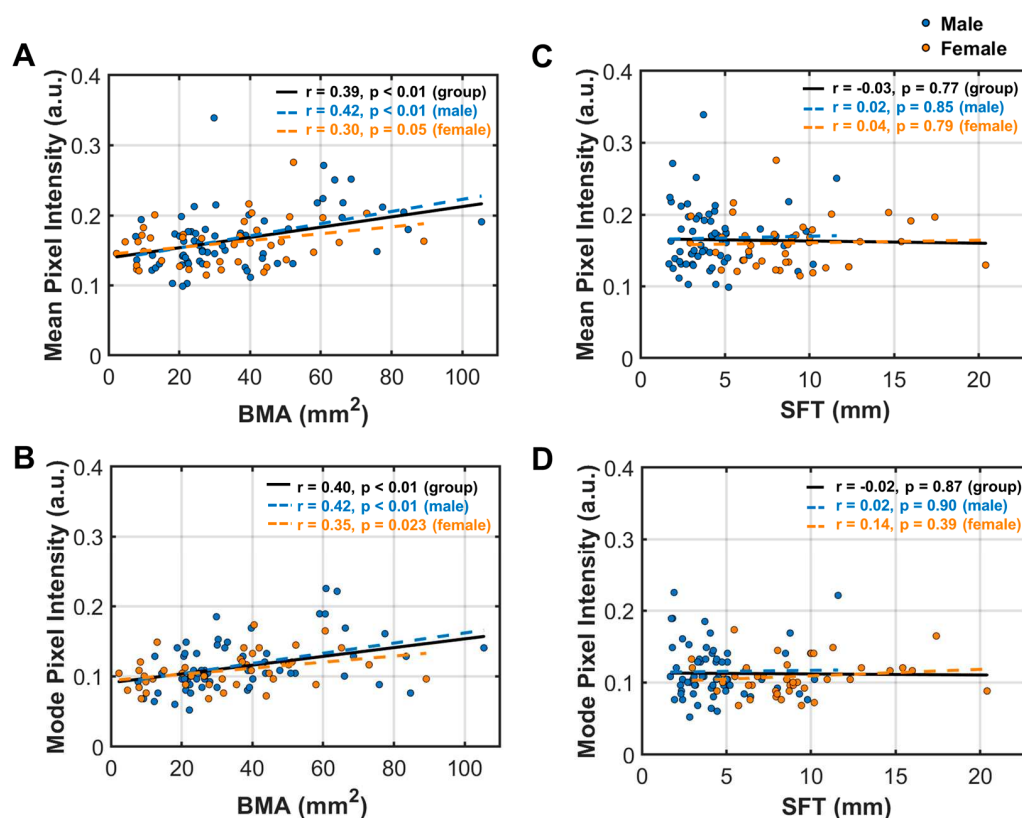 Male
Female
A
Mean Pixel Intensity (a.u.)
0.4
0.3
0.2
0.1
0
r = 0.39, p < 0.01 (group)
r = 0.42, p < 0.01 (male)
r = 0.30, p = 0.05 (female)
0 20 40 60 80 100
BMA (mm²)
C
Mean Pixel Intensity (a.u.)
0.4
0.3
0.2
0.1
0
r = -0.03, p = 0.77 (group)
r = 0.02, p = 0.85 (male)
r = 0.04, p = 0.79 (female)
0 5 10 15 20
SFT (mm)
B
Mode Pixel Intensity (a.u.)
0.4
0.3
0.2
0.1
0
r = 0.40, p < 0.01 (group)
r = 0.42, p < 0.01 (male)
r = 0.35, p = 0.023 (female)
0 20 40 60 80 100
BMA (mm²)
D
Mode Pixel Intensity (a.u.)
0.4
0.3
0.2
0.1
0
r = -0.02, p = 0.87 (group)
r = 0.02, p = 0.90 (male)
r = 0.14, p = 0.39 (female)
0 5 10 15 20
SFT (mm)